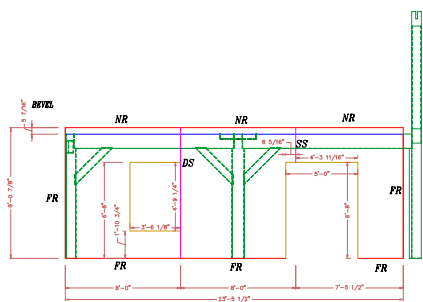 BEVEL
5 7/16"
NR
NR
NR
8 5/16"
SS
4'-3 11/16"
5'-0"
DS
FR
9'-0 7/8"
6'-8"
4'-9 1/4"
3'-6 1/8"
1'-10 3/4"
6'-8"
FR
FR
FR
8'-0"
8'-0"
7'-5 1/2"
23'-5 1/2"